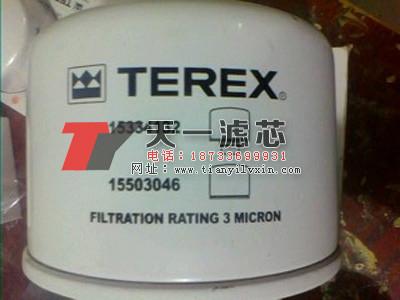 TEREX®
天一滤芯
电话:18733699931
网址:www.tianyilvxin.com
15503046
FILTRATION RATING 3 MICRON